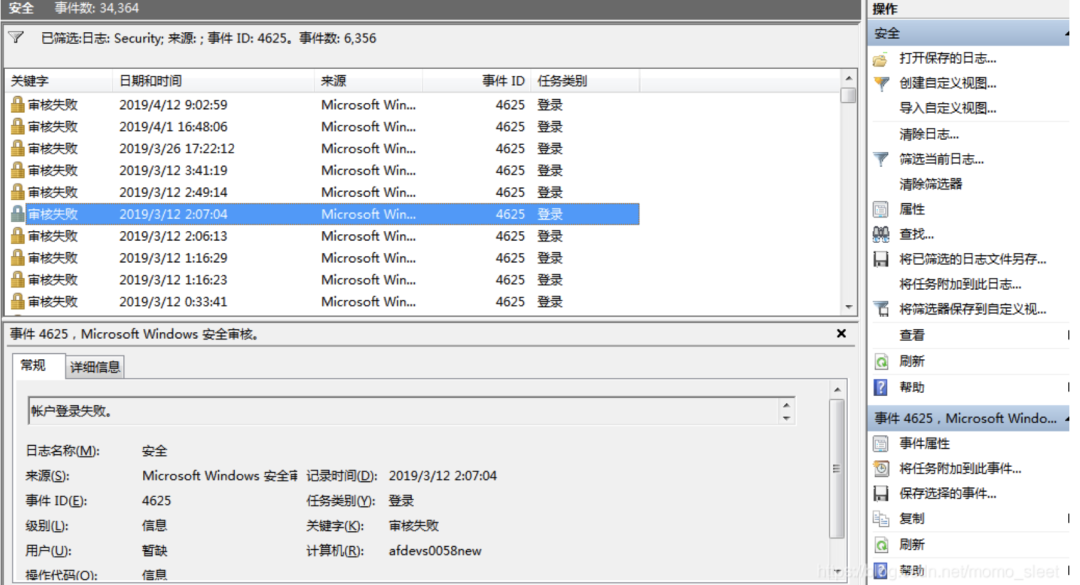 安全 事件数: 34,364
已筛选:日志: Security; 来源: ; 事件 ID: 4625。事件数: 6,356
关键字 日期和时间 来源 事件 ID 任务类别
审核失败 2019/4/12 9:02:59 Microsoft Win... 4625 登录
审核失败 2019/4/1 16:48:06 Microsoft Win... 4625 登录
审核失败 2019/3/26 17:22:12 Microsoft Win... 4625 登录
审核失败 2019/3/12 3:41:19 Microsoft Win... 4625 登录
审核失败 2019/3/12 2:49:14 Microsoft Win... 4625 登录
审核失败 2019/3/12 2:07:04 Microsoft Win... 4625 登录
审核失败 2019/3/12 2:06:13 Microsoft Win... 4625 登录
审核失败 2019/3/12 1:16:29 Microsoft Win... 4625 登录
审核失败 2019/3/12 1:16:23 Microsoft Win... 4625 登录
审核失败 2019/3/12 0:33:41 Microsoft Win... 4625 登录
事件 4625，Microsoft Windows 安全审核。
常规 详细信息
帐户登录失败。
日志名称(M): 安全
来源(S): Microsoft Windows 安全审 记录时间(D): 2019/3/12 2:07:04
事件 ID(E): 4625 任务类别(Y): 登录
级别(L): 信息 关键字(K): 审核失败
用户(U): 暂缺 计算机(R): afdevs0058new
操作代码(O): 信息
操作
安全
打开保存的日志...
创建自定义视图...
导入自定义视图...
清除日志...
筛选当前日志...
清除筛选器
属性
查找...
将已筛选的日志文件另存...
将任务附加到此日志...
将筛选器保存到自定义视...
查看
刷新
帮助
事件 4625，Microsoft Windo...
事件属性
将任务附加到此事件...
保存选择的事件...
复制
刷新
帮助